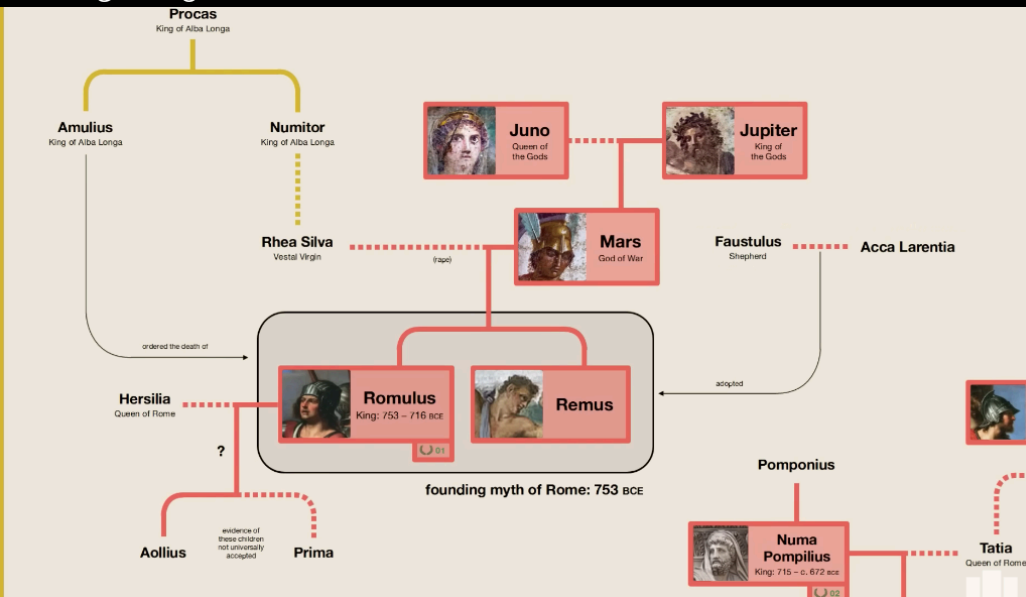 Procas
King of Alba Longa
Amulius
King of Alba Longa
Numitor
King of Alba Longa
Juno
Queen of
the Gods
Jupiter
King of
the Gods
Rhea Silva
Vestal Virgin
(rape)
Mars
God of War
Faustulus
Shepherd
Acca Larentia
ordered the death of
adopted
Hersilia
Queen of Rome
Romulus
King: 753 – 716 BCE
01
Remus
?
founding myth of Rome: 753 BCE
Aollius
evidence of
these children
not universally
accepted
Prima
Pomponius
Numa
Pompilius
King: 715 – c. 672 BCE
02
Tatia
Queen of Rome